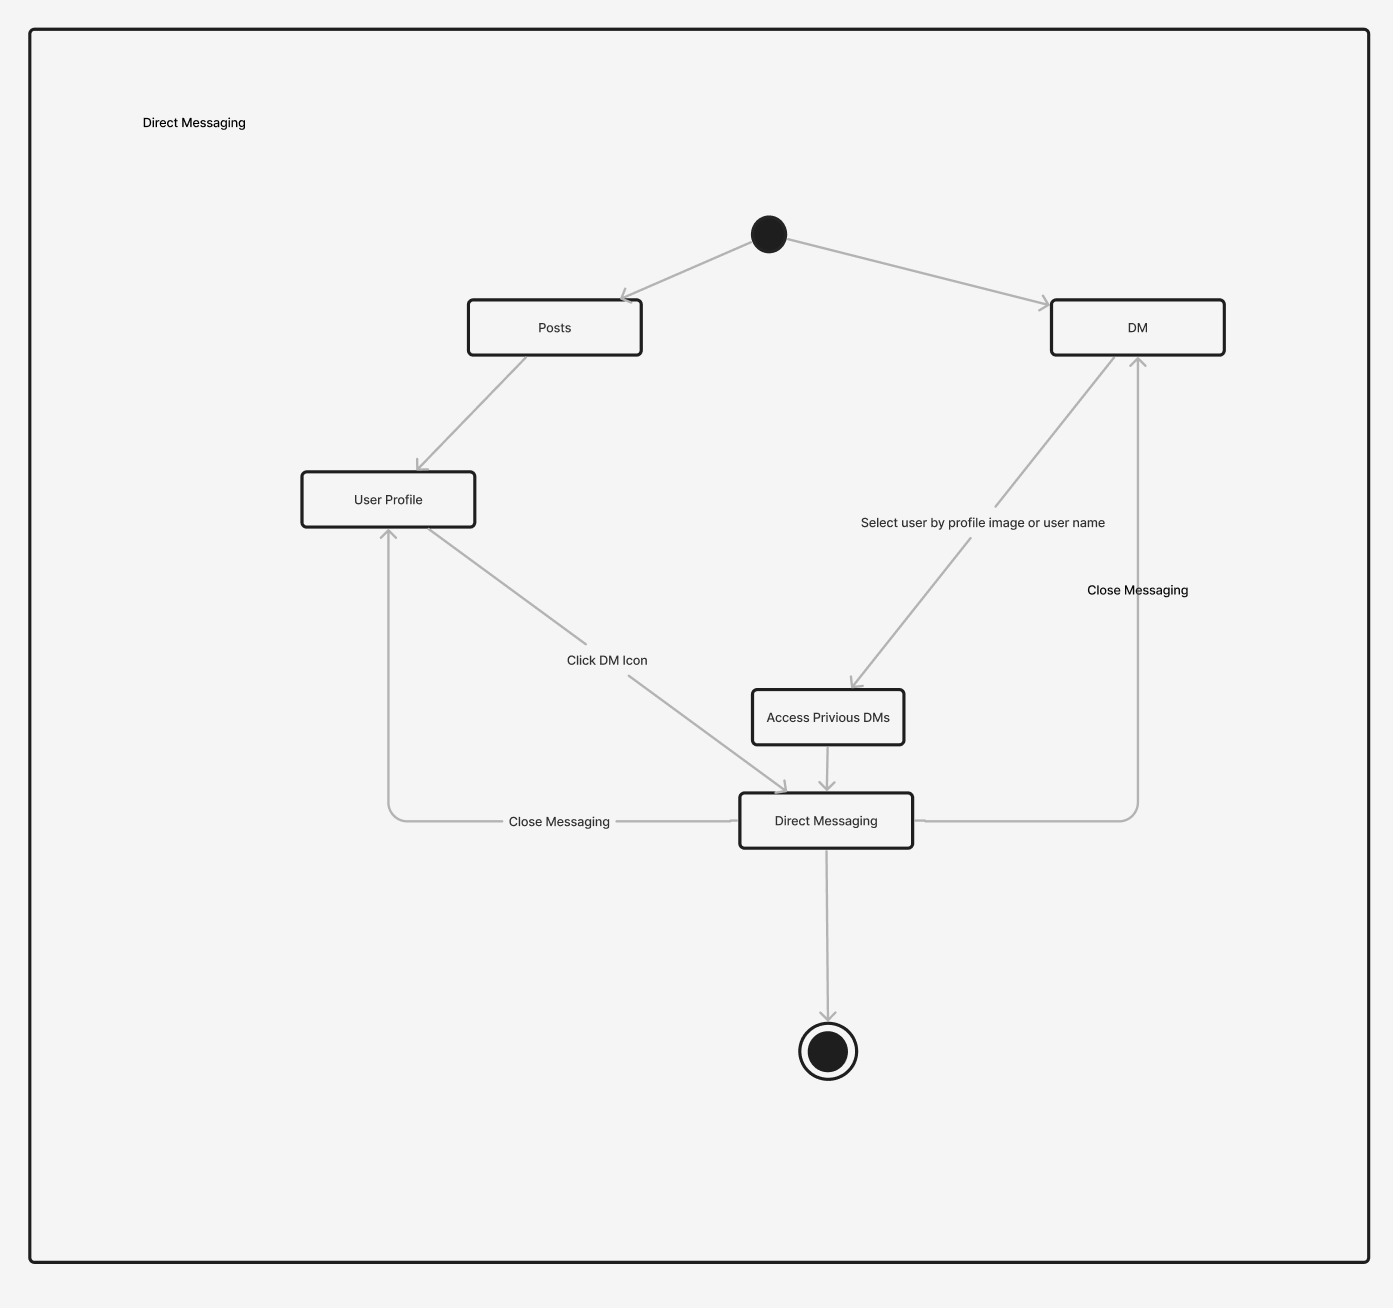 Direct Messaging
Posts
DM
User Profile
Select user by profile image or user name
Close Messaging
Click DM Icon
Access Privious DMs
Direct Messaging
Close Messaging